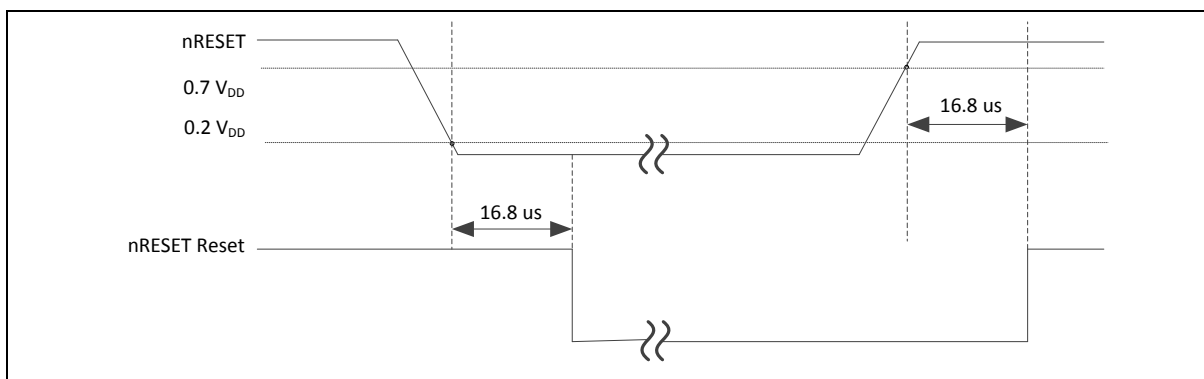 nRESET
0.7 VDD
16.8 us
0.2 VDD
16.8 us
nRESET Reset